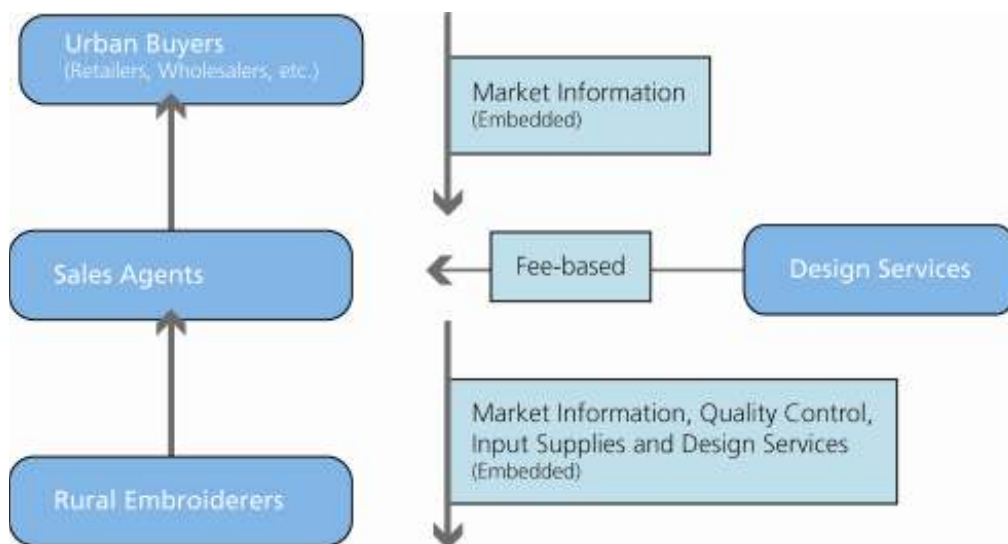 Urban Buyers
(Retailers, Wholesalers, etc.)
Market Information
(Embedded)
Sales Agents
Fee-based
Design Services
Market Information, Quality Control,
Input Supplies and Design Services
(Embedded)
Rural Embroiderers